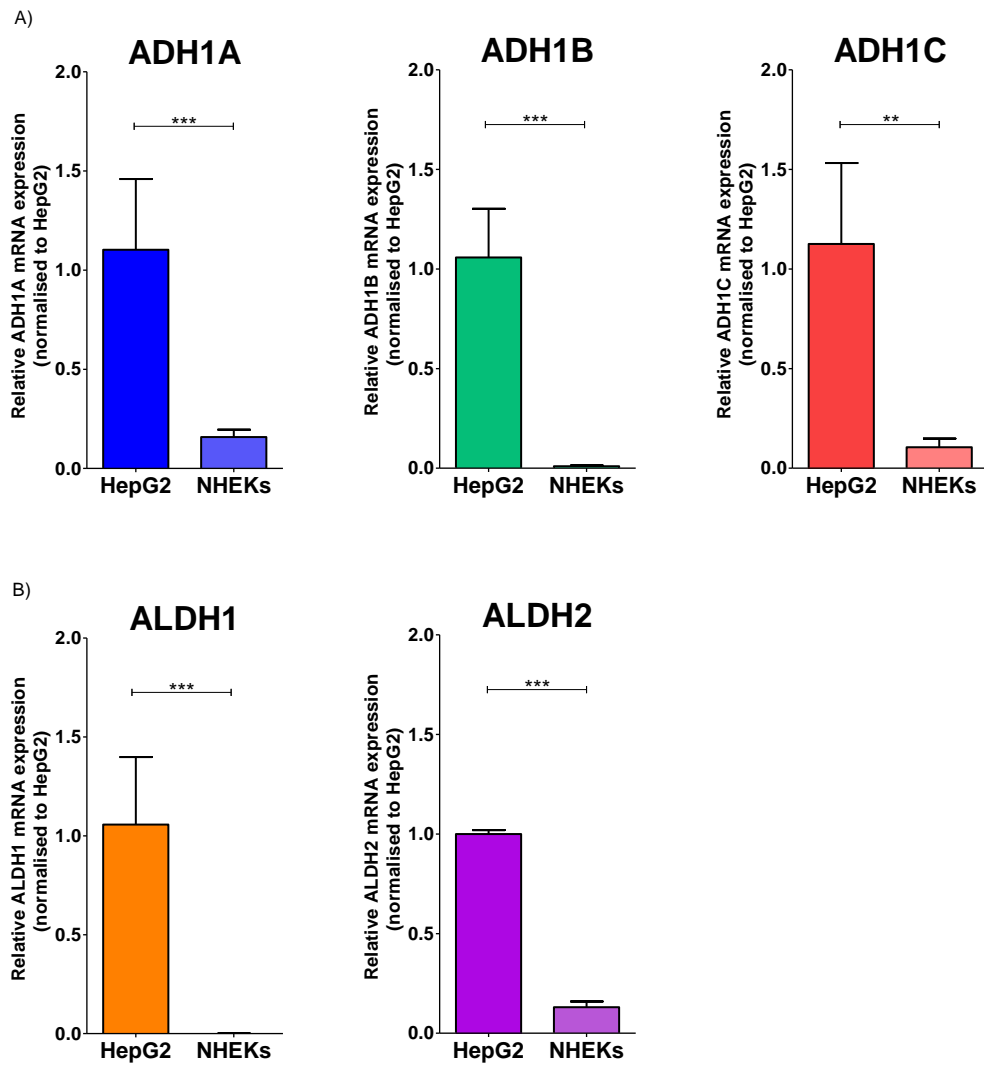 A)
ADH1A
Relative ADH1A mRNA expression
(normalised to HepG2)
2.0
1.5
1.0
0.5
0.0
***
HepG2 NHEKs
ADH1B
Relative ADH1B mRNA expression
(normalised to HepG2)
2.0
1.5
1.0
0.5
0.0
***
HepG2 NHEKs
ADH1C
Relative ADH1C mRNA expression
(normalised to HepG2)
2.0
1.5
1.0
0.5
0.0
**
HepG2 NHEKs
B)
ALDH1
Relative ALDH1 mRNA expression
(normalised to HepG2)
2.0
1.5
1.0
0.5
0.0
***
HepG2 NHEKs
ALDH2
Relative ALDH2 mRNA expression
(normalised to HepG2)
2.0
1.5
1.0
0.5
0.0
***
HepG2 NHEKs